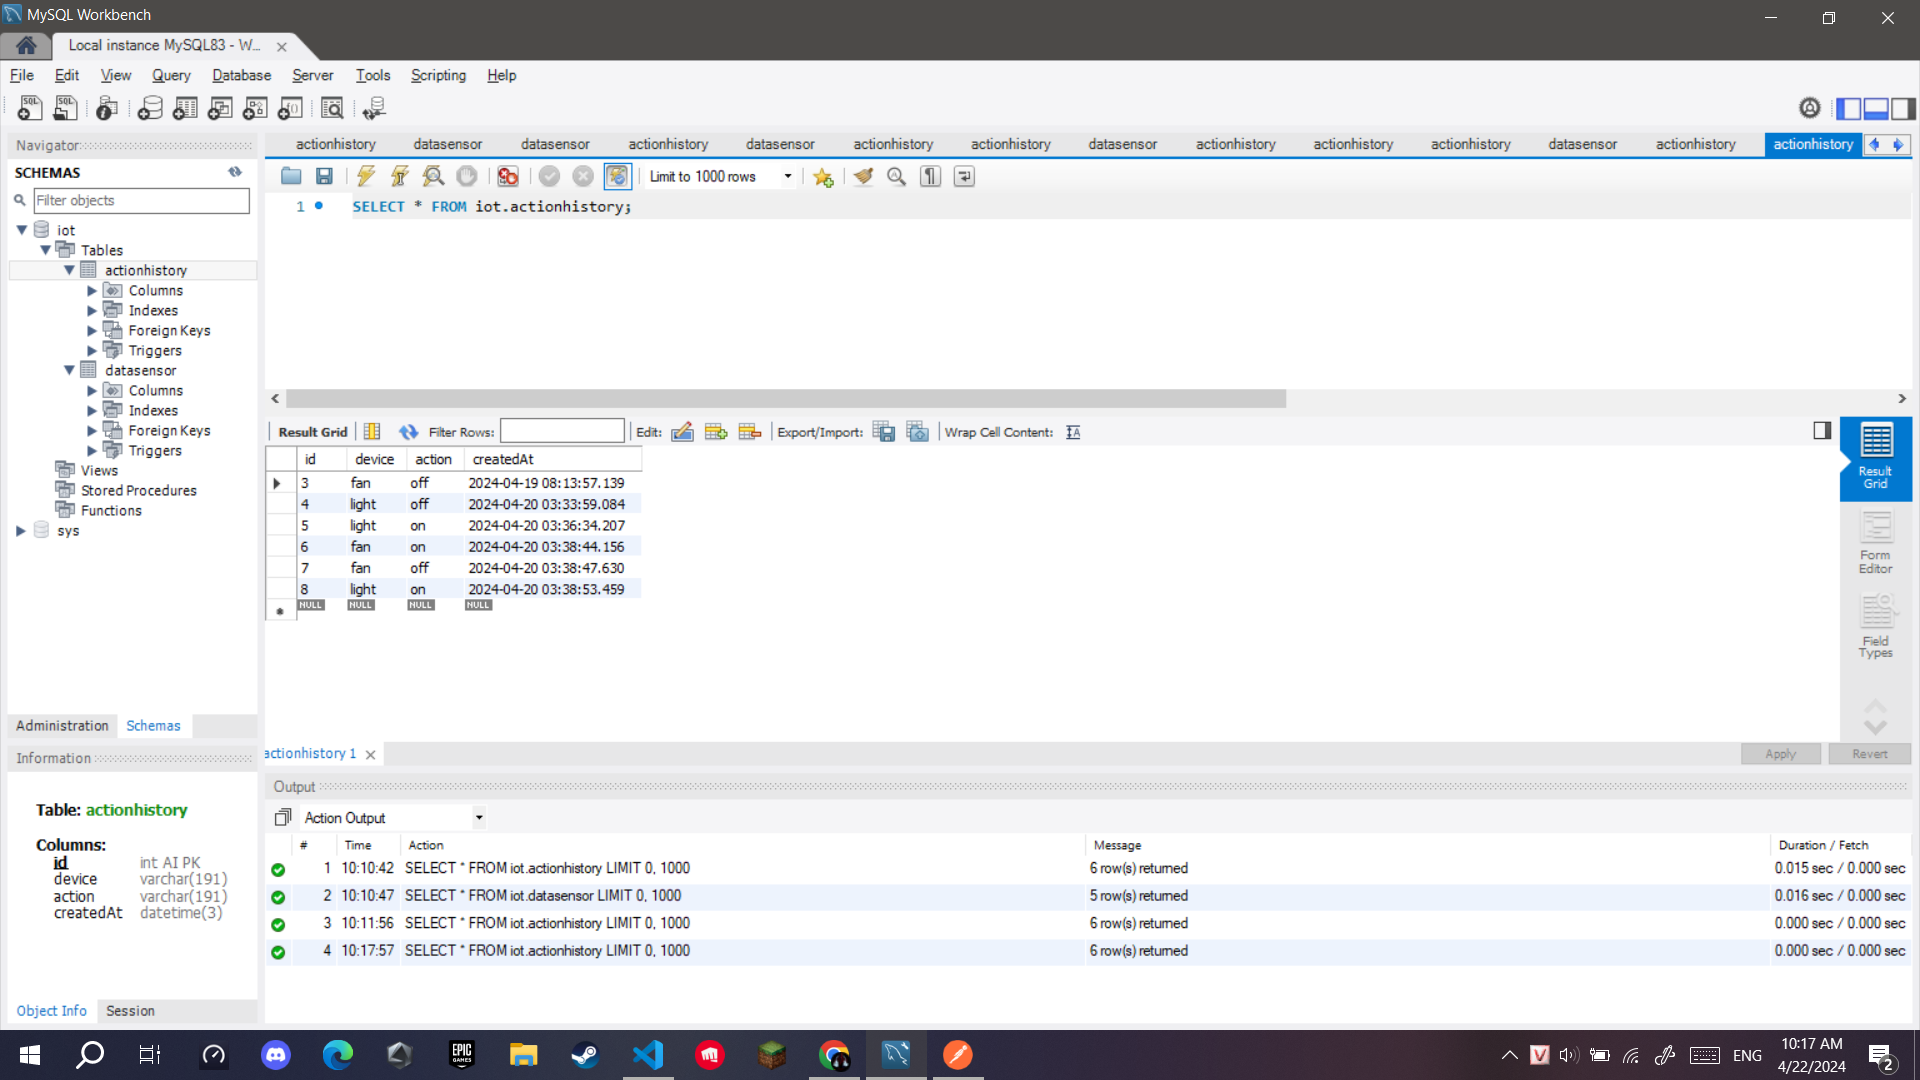 MySQL Workbench
Local instance MySQL83 - W...
File Edit View Query Database Server Tools Scripting Help
Navigator
SCHEMAS
Filter objects
iot
Tables
actionhistory
Columns
Indexes
Foreign Keys
Triggers
datasensor
Columns
Indexes
Foreign Keys
Triggers
Views
Stored Procedures
Functions
sys
Administration Schemas
Information
Table: actionhistory
Columns:
id int AI PK
device varchar(191)
action varchar(191)
createdAt datetime(3)
Object Info Session
actionhistory datasensor datasensor actionhistory datasensor actionhistory actionhistory datasensor actionhistory actionhistory actionhistory datasensor actionhistory actionhistory
Limit to 1000 rows
1 SELECT * FROM iot.actionhistory;
Result Grid Filter Rows: Edit: Export/Import: Wrap Cell Content:
id device action createdAt
3 fan off 2024-04-19 08:13:57.139
4 light off 2024-04-20 03:33:59.084
5 light on 2024-04-20 03:36:34.207
6 fan on 2024-04-20 03:38:44.156
7 fan off 2024-04-20 03:38:47.630
8 light on 2024-04-20 03:38:53.459
NULL NULL NULL NULL
Result
Grid
Form
Editor
Field
Types
actionhistory 1
Apply Revert
Output
Action Output
# Time Action Message Duration / Fetch
1 10:10:42 SELECT * FROM iot.actionhistory LIMIT 0, 1000 6 row(s) returned 0.015 sec / 0.000 sec
2 10:10:47 SELECT * FROM iot.datasensor LIMIT 0, 1000 5 row(s) returned 0.016 sec / 0.000 sec
3 10:11:56 SELECT * FROM iot.actionhistory LIMIT 0, 1000 6 row(s) returned 0.000 sec / 0.000 sec
4 10:17:57 SELECT * FROM iot.actionhistory LIMIT 0, 1000 6 row(s) returned 0.000 sec / 0.000 sec
EPIC
GAMES
V
ENG
10:17 AM
4/22/2024
2